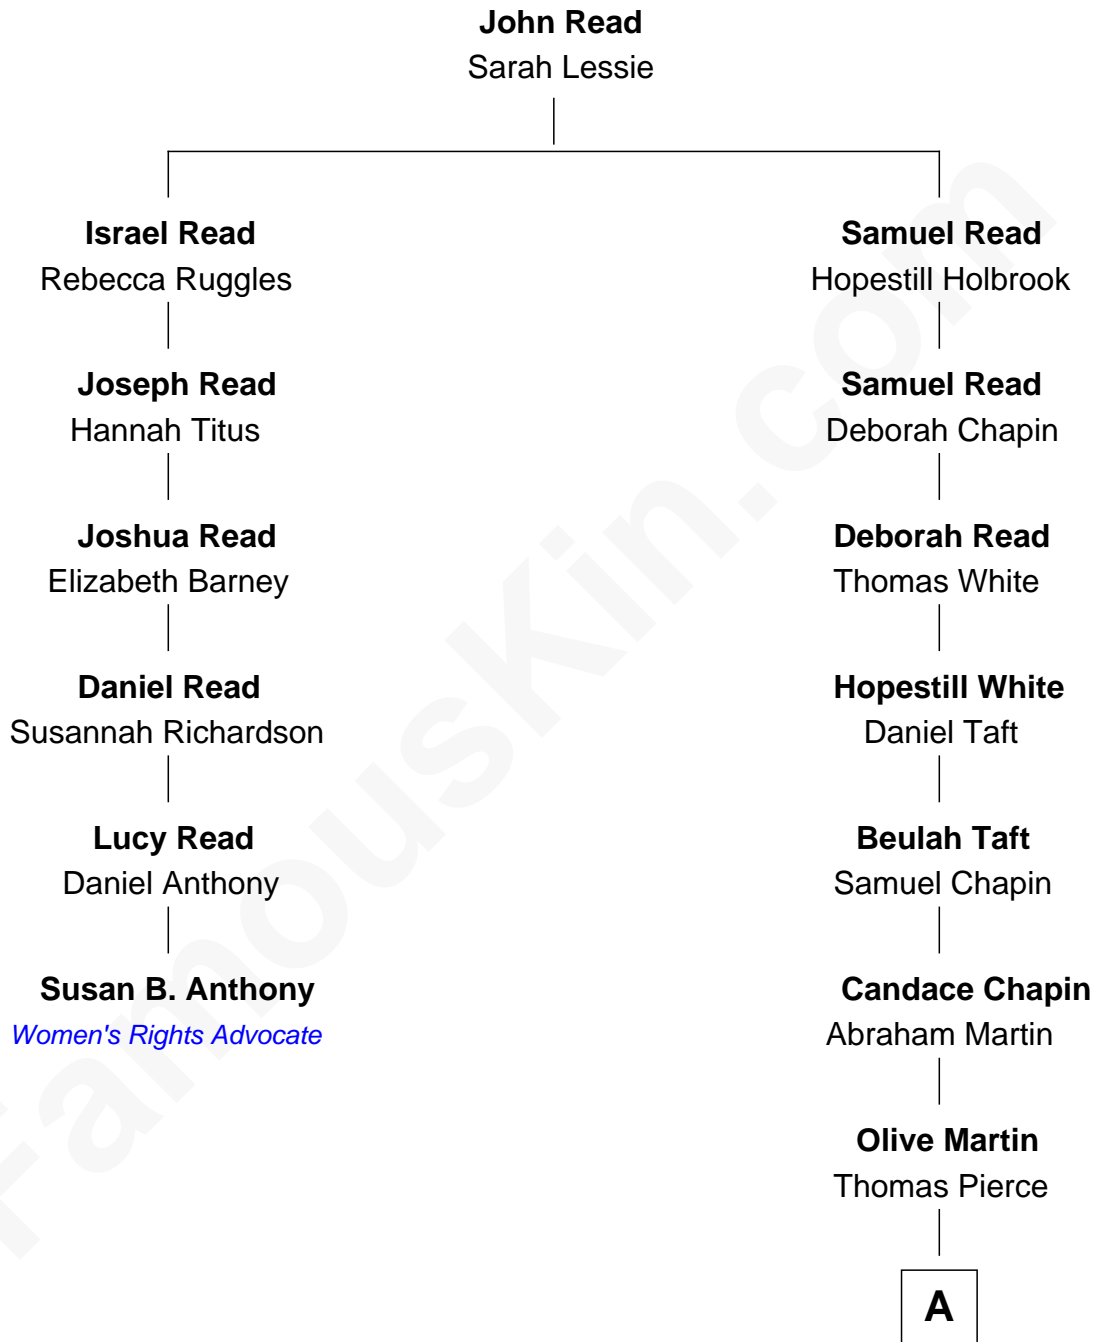 John Read
Sarah Lessie
Israel Read
Rebecca Ruggles
Joseph Read
Hannah Titus
Joshua Read
Elizabeth Barney
Daniel Read
Susannah Richardson
Lucy Read
Daniel Anthony
Susan B. Anthony
Women's Rights Advocate
Samuel Read
Hopestill Holbrook
Samuel Read
Deborah Chapin
Deborah Read
Thomas White
Hopestill White
Daniel Taft
Beulah Taft
Samuel Chapin
Candace Chapin
Abraham Martin
Olive Martin
Thomas Pierce
A
FamousKin.com